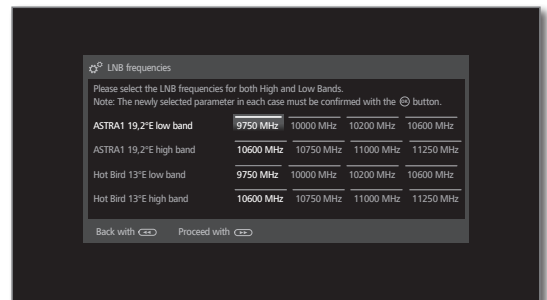 LNB frequencies
Please select the LNB frequencies for both High and Low Bands.
Note: The newly selected parameter in each case must be confirmed with the OK button.
ASTRA1 19,2°E low band 9750 MHz 10000 MHz 10200 MHz 10600 MHz
ASTRA1 19,2°E high band 10600 MHz 10750 MHz 11000 MHz 11250 MHz
Hot Bird 13°E low band 9750 MHz 10000 MHz 10200 MHz 10600 MHz
Hot Bird 13°E high band 10600 MHz 10750 MHz 11000 MHz 11250 MHz
Back with Proceed with